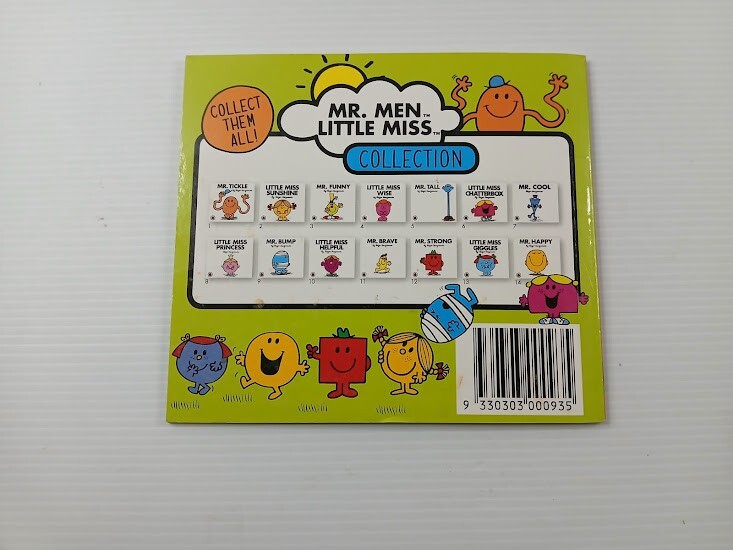 COLLECT
THEM
ALL!
MR. MEN™
LITTLE MISS™
COLLECTION
MR. TICKLE
LITTLE MISS
SUNSHINE
MR. FUNNY
LITTLE MISS
WISE
MR. TALL
LITTLE MISS
CHATTERBOX
MR. COOL
1
2
3
4
5
6
7
LITTLE MISS
PRINCESS
MR. BUMP
LITTLE MISS
HELPFUL
MR. BRAVE
MR. STRONG
LITTLE MISS
GIGGLES
MR. HAPPY
8
9
10
11
12
13
14
9 330303 000935